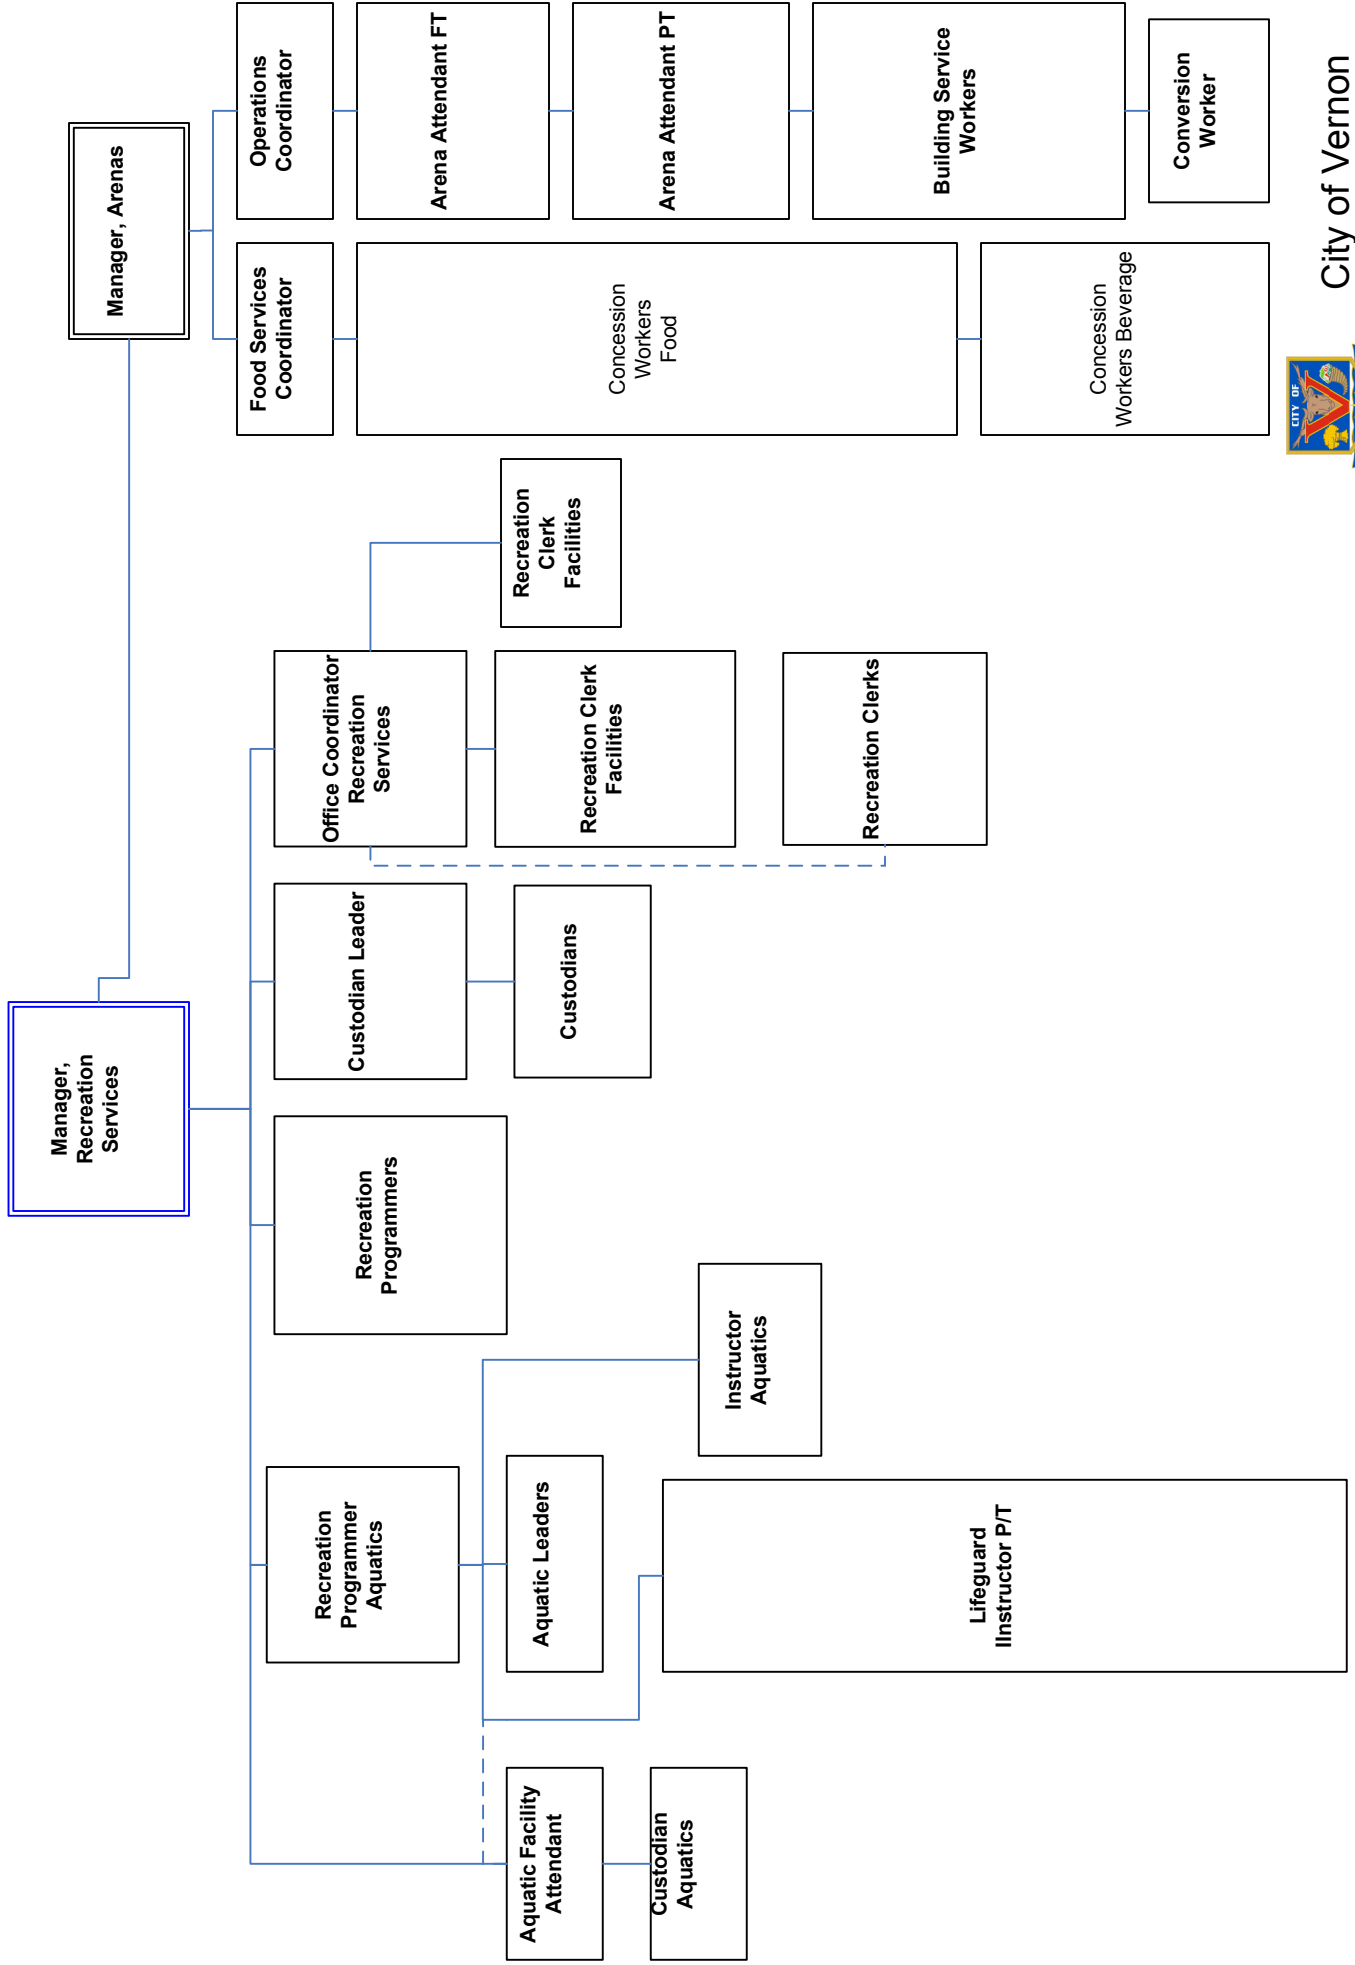 Manager,
Recreation
Services
Manager, Arenas
Recreation
Programmer
Aquatics
Recreation
Programmers
Custodian Leader
Office Coordinator
Recreation
Services
Food Services
Coordinator
Operations
Coordinator
Aquatic Facility
Attendant
Aquatic Leaders
Custodians
Recreation Clerk
Facilities
Recreation
Clerk
Facilities
Concession
Workers
Food
Arena Attendant FT
Custodian
Aquatics
Lifeguard
IInstructor P/T
Instructor
Aquatics
Recreation Clerks
Arena Attendant PT
Building Service
Workers
Concession
Workers Beverage
Conversion
Worker
CITY OF
V
City of Vernon